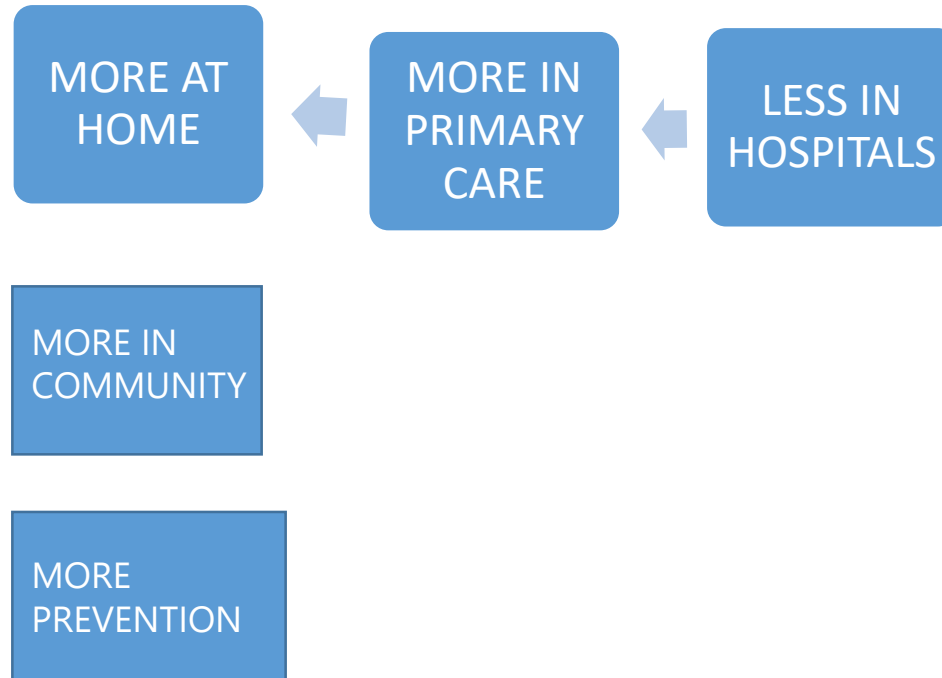 MORE AT
HOME
MORE IN
PRIMARY
CARE
LESS IN
HOSPITALS
MORE IN
COMMUNITY
MORE
PREVENTION